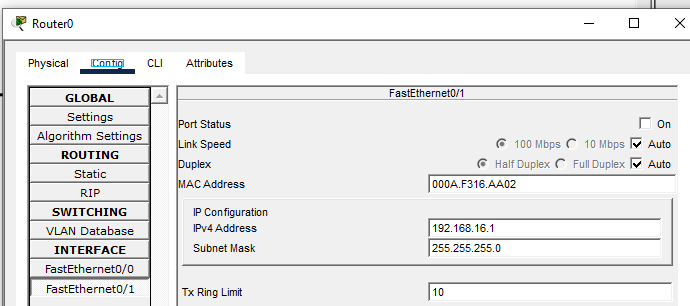 Router0
Physical Config CLI Attributes
GLOBAL
Settings
Algorithm Settings
ROUTING
Static
RIP
SWITCHING
VLAN Database
INTERFACE
FastEthernet0/0
FastEthernet0/1
FastEthernet0/1
Port Status On
Link Speed 100 Mbps 10 Mbps Auto
Duplex Half Duplex Full Duplex Auto
MAC Address 000A.F316.AA02
IP Configuration
IPv4 Address 192.168.16.1
Subnet Mask 255.255.255.0
Tx Ring Limit 10